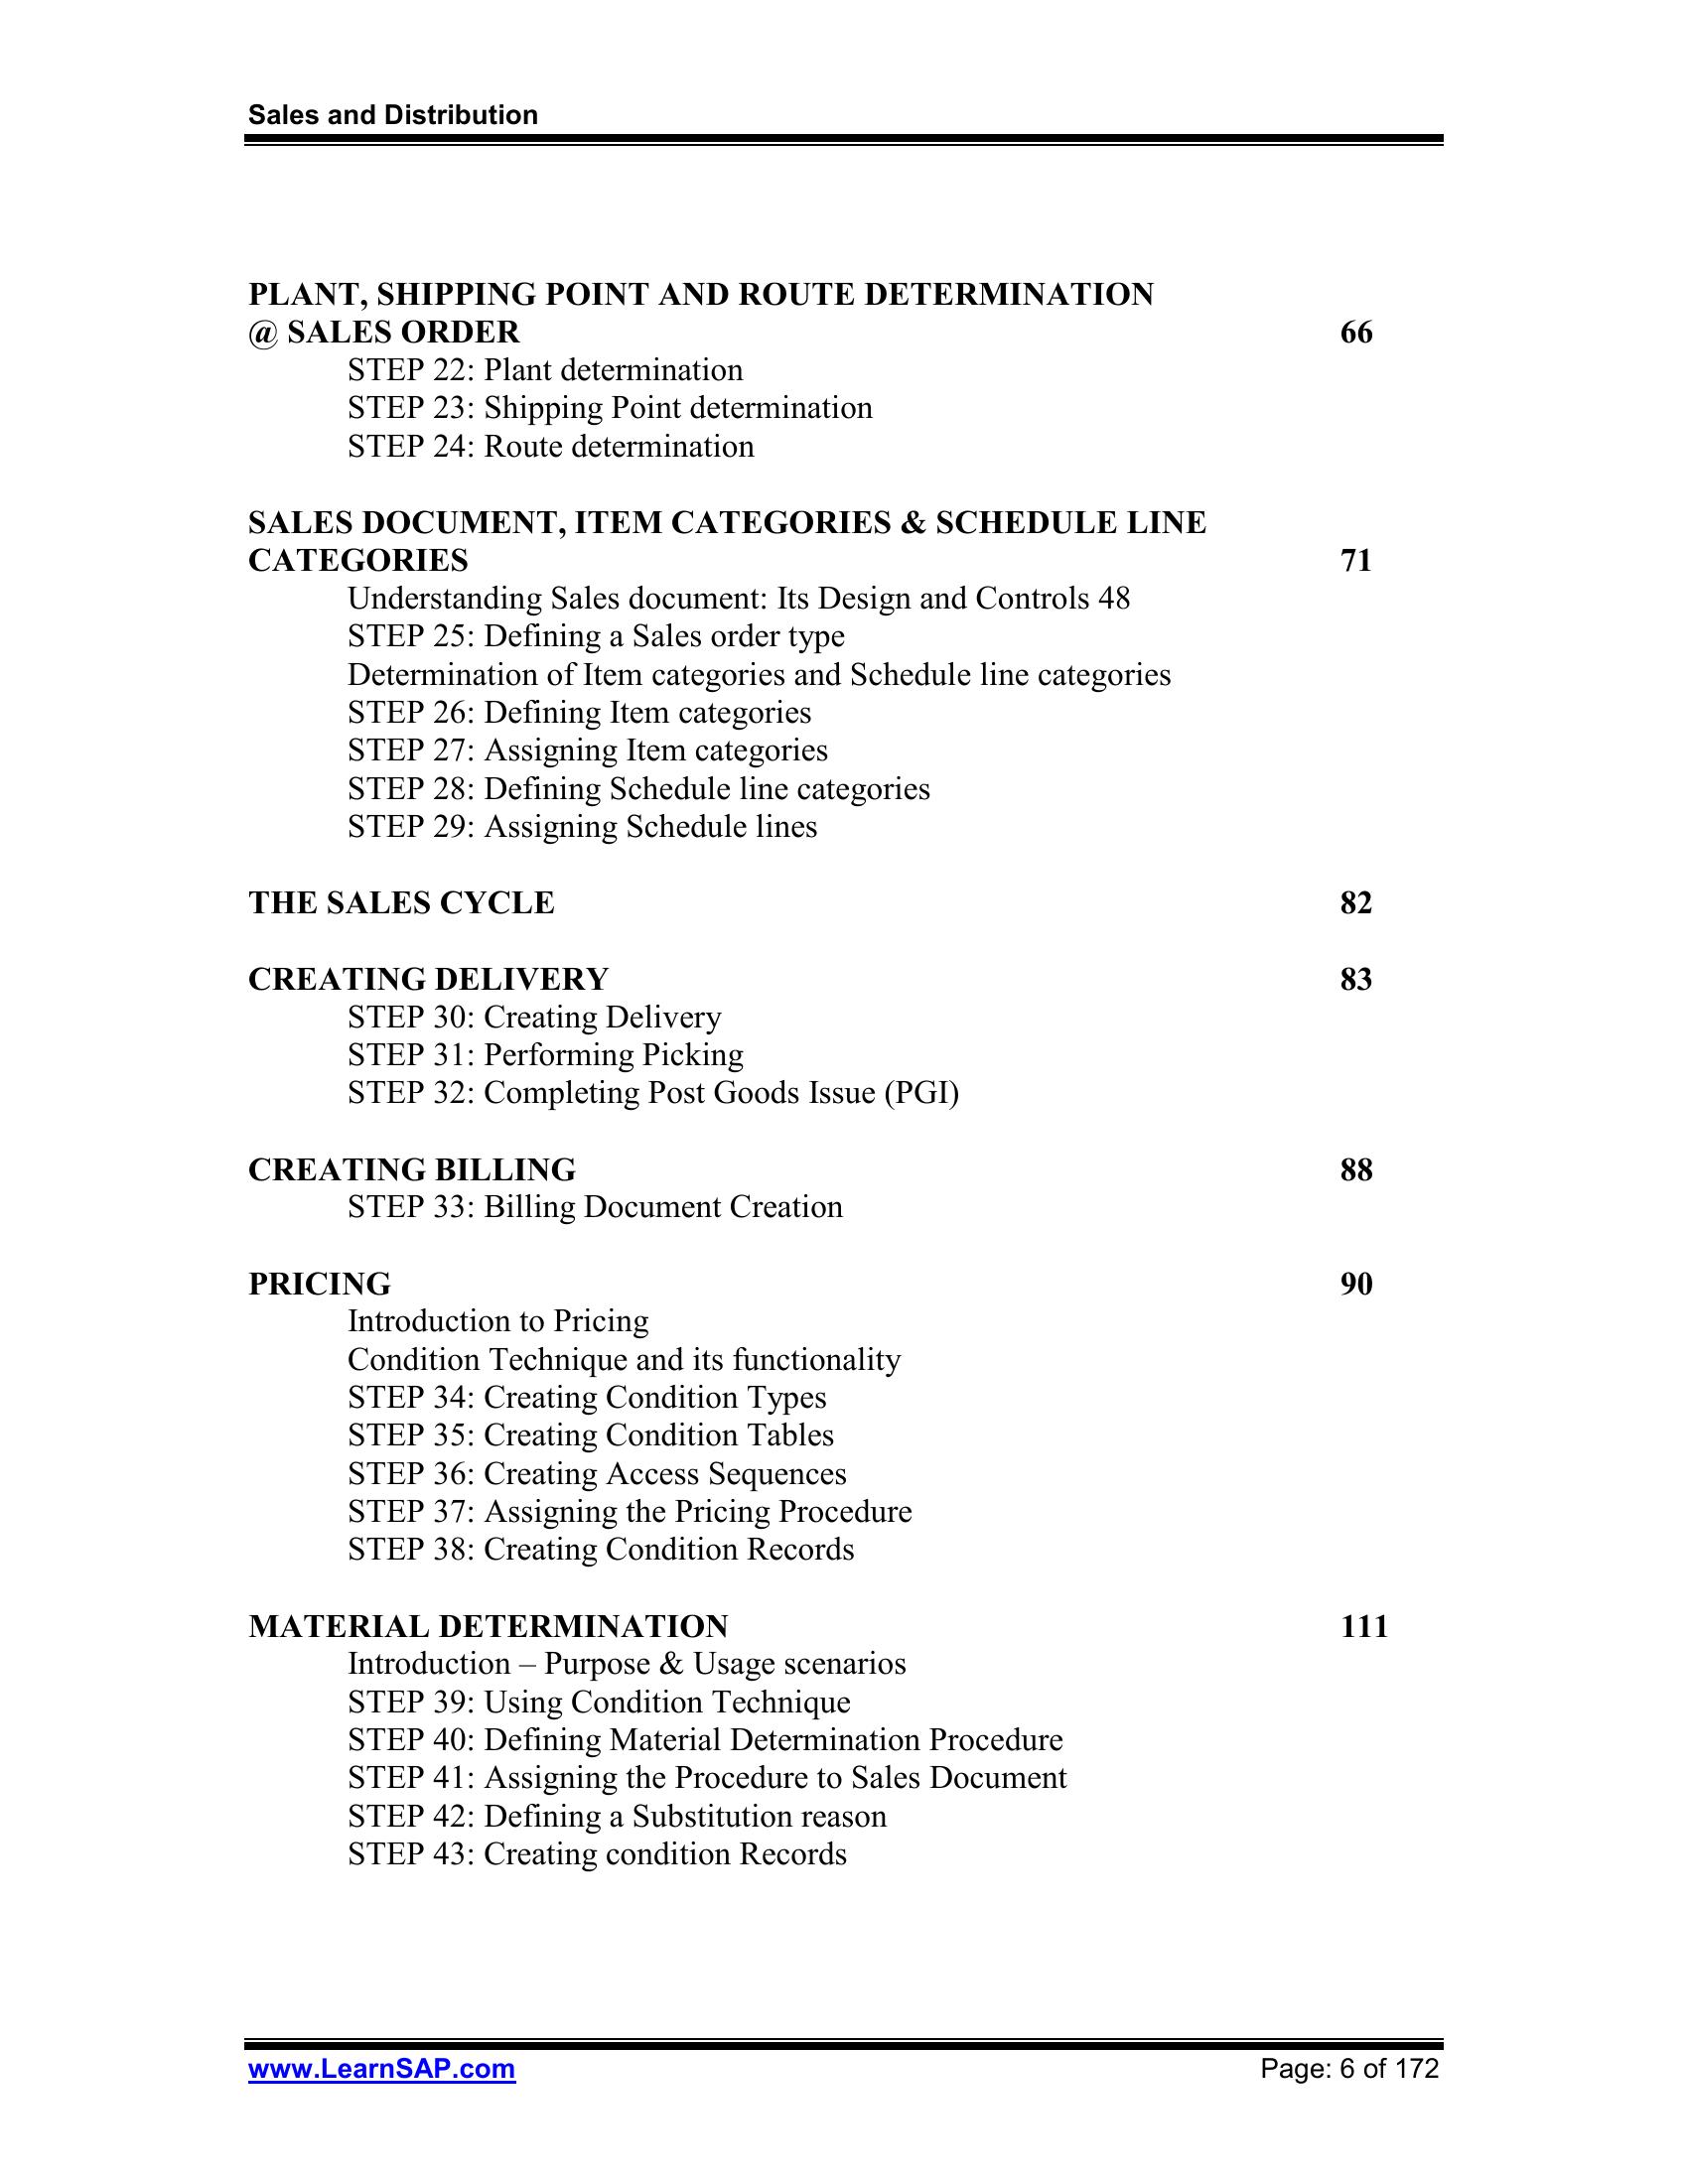 Sales and Distribution
PLANT, SHIPPING POINT AND ROUTE DETERMINATION
@ SALES ORDER 66
STEP 22: Plant determination
STEP 23: Shipping Point determination
STEP 24: Route determination
SALES DOCUMENT, ITEM CATEGORIES & SCHEDULE LINE
CATEGORIES 71
Understanding Sales document: Its Design and Controls 48
STEP 25: Defining a Sales order type
Determination of Item categories and Schedule line categories
STEP 26: Defining Item categories
STEP 27: Assigning Item categories
STEP 28: Defining Schedule line categories
STEP 29: Assigning Schedule lines
THE SALES CYCLE 82
CREATING DELIVERY 83
STEP 30: Creating Delivery
STEP 31: Performing Picking
STEP 32: Completing Post Goods Issue (PGI)
CREATING BILLING 88
STEP 33: Billing Document Creation
PRICING 90
Introduction to Pricing
Condition Technique and its functionality
STEP 34: Creating Condition Types
STEP 35: Creating Condition Tables
STEP 36: Creating Access Sequences
STEP 37: Assigning the Pricing Procedure
STEP 38: Creating Condition Records
MATERIAL DETERMINATION 111
Introduction – Purpose & Usage scenarios
STEP 39: Using Condition Technique
STEP 40: Defining Material Determination Procedure
STEP 41: Assigning the Procedure to Sales Document
STEP 42: Defining a Substitution reason
STEP 43: Creating condition Records
www.LearnSAP.com Page: 6 of 172